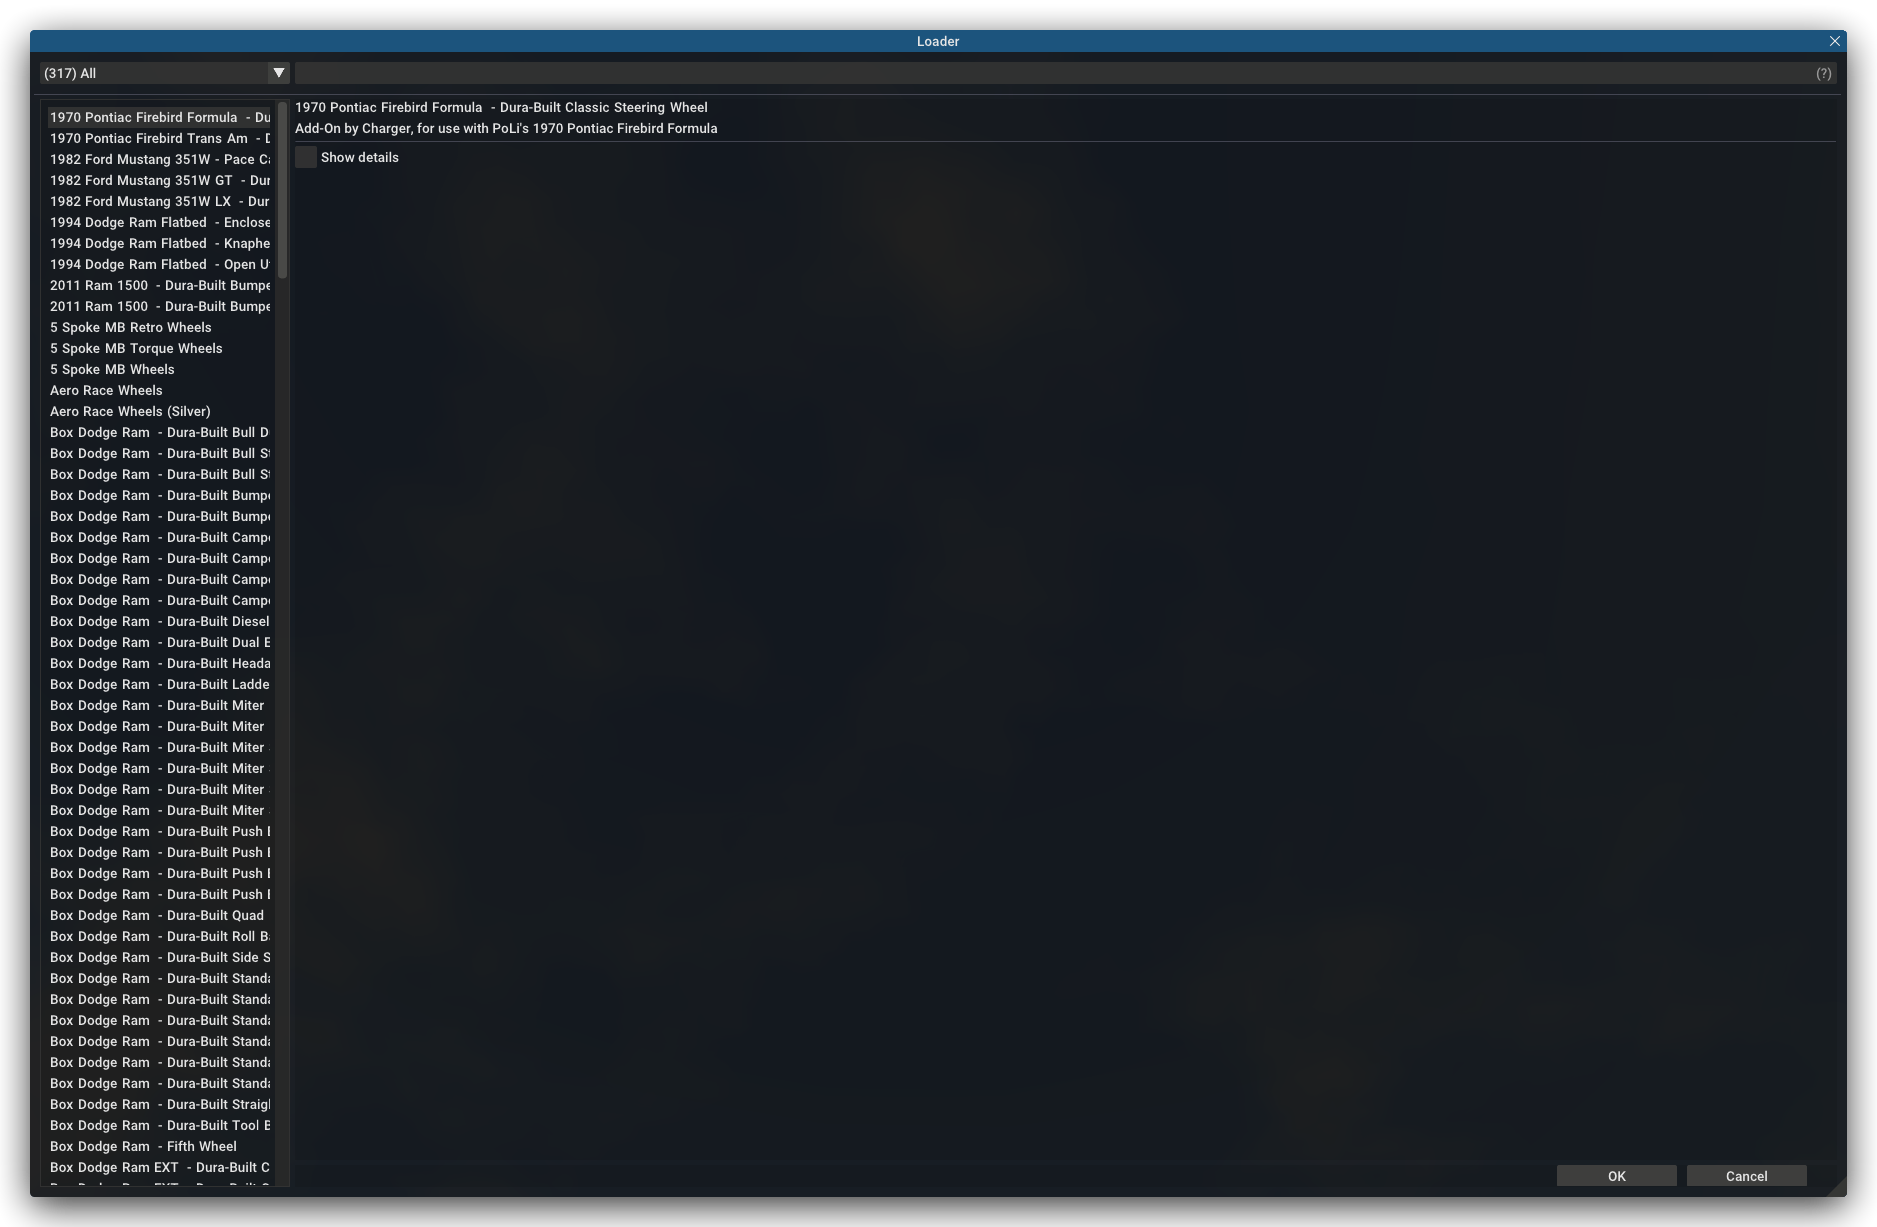 Loader
(317) All
(?)
1970 Pontiac Firebird Formula - Du
1970 Pontiac Firebird Trans Am - D
1982 Ford Mustang 351W - Pace Ca
1982 Ford Mustang 351W GT - Dur
1982 Ford Mustang 351W LX - Dur
1994 Dodge Ram Flatbed - Enclose
1994 Dodge Ram Flatbed - Knaphe
1994 Dodge Ram Flatbed - Open Ut
2011 Ram 1500 - Dura-Built Bumpe
2011 Ram 1500 - Dura-Built Bumpe
5 Spoke MB Retro Wheels
5 Spoke MB Torque Wheels
5 Spoke MB Wheels
Aero Race Wheels
Aero Race Wheels (Silver)
Box Dodge Ram - Dura-Built Bull D
Box Dodge Ram - Dura-Built Bull St
Box Dodge Ram - Dura-Built Bull St
Box Dodge Ram - Dura-Built Bumpe
Box Dodge Ram - Dura-Built Bumpe
Box Dodge Ram - Dura-Built Campe
Box Dodge Ram - Dura-Built Campe
Box Dodge Ram - Dura-Built Campe
Box Dodge Ram - Dura-Built Campe
Box Dodge Ram - Dura-Built Diesel
Box Dodge Ram - Dura-Built Dual E
Box Dodge Ram - Dura-Built Heada
Box Dodge Ram - Dura-Built Ladde
Box Dodge Ram - Dura-Built Miter
Box Dodge Ram - Dura-Built Miter
Box Dodge Ram - Dura-Built Miter
Box Dodge Ram - Dura-Built Miter
Box Dodge Ram - Dura-Built Miter
Box Dodge Ram - Dura-Built Miter
Box Dodge Ram - Dura-Built Push B
Box Dodge Ram - Dura-Built Push B
Box Dodge Ram - Dura-Built Push B
Box Dodge Ram - Dura-Built Push B
Box Dodge Ram - Dura-Built Quad
Box Dodge Ram - Dura-Built Roll Ba
Box Dodge Ram - Dura-Built Side S
Box Dodge Ram - Dura-Built Standa
Box Dodge Ram - Dura-Built Standa
Box Dodge Ram - Dura-Built Standa
Box Dodge Ram - Dura-Built Standa
Box Dodge Ram - Dura-Built Standa
Box Dodge Ram - Dura-Built Standa
Box Dodge Ram - Dura-Built Straigh
Box Dodge Ram - Dura-Built Tool B
Box Dodge Ram - Fifth Wheel
Box Dodge Ram EXT - Dura-Built C
1970 Pontiac Firebird Formula - Dura-Built Classic Steering Wheel
Add-On by Charger, for use with PoLi's 1970 Pontiac Firebird Formula
Show details
OK
Cancel